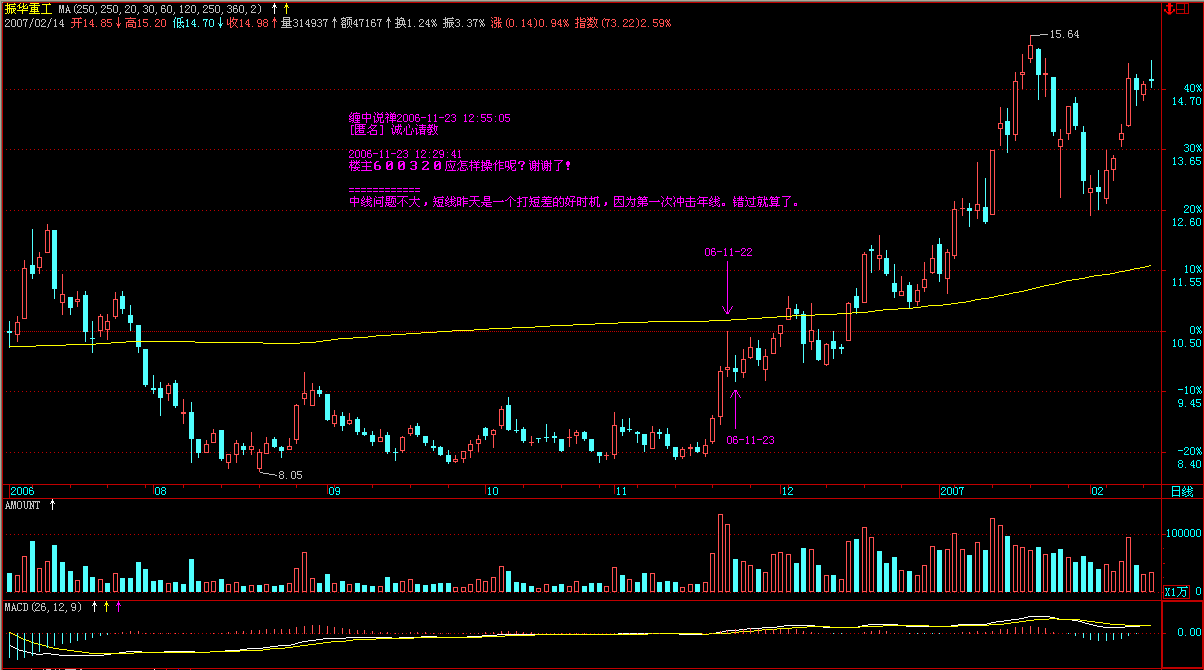 振华重工 MA(250,250,20,30,60,120,250,360,2) ↑ ↑
2007/02/14 开14.85↓高15.20 低14.70↓收14.98↑量314937↑额47167↑换1.24% 振3.37% 涨(0.14)0.94% 指数(73.22)2.59%
15.64
40%
14.70
缠中说禅2006-11-23 12:55:05
[匿名] 诚心请教
2006-11-23 12:29:41
楼主600320应怎样操作呢?谢谢了!
============
中线问题不大，短线昨天是一个打短差的好时机，因为第一次冲击年线。错过就算了。
30%
13.65
20%
12.60
06-11-22
10%
11.55
0%
10.50
-10%
9.45
06-11-23
-20%
8.40
8.05
2006 08 09 10 11 12 2007 02 日线
AMOUNT ↑
100000
X1万 0
MACD(26,12,9) ↑ ↑ ↑
0.00